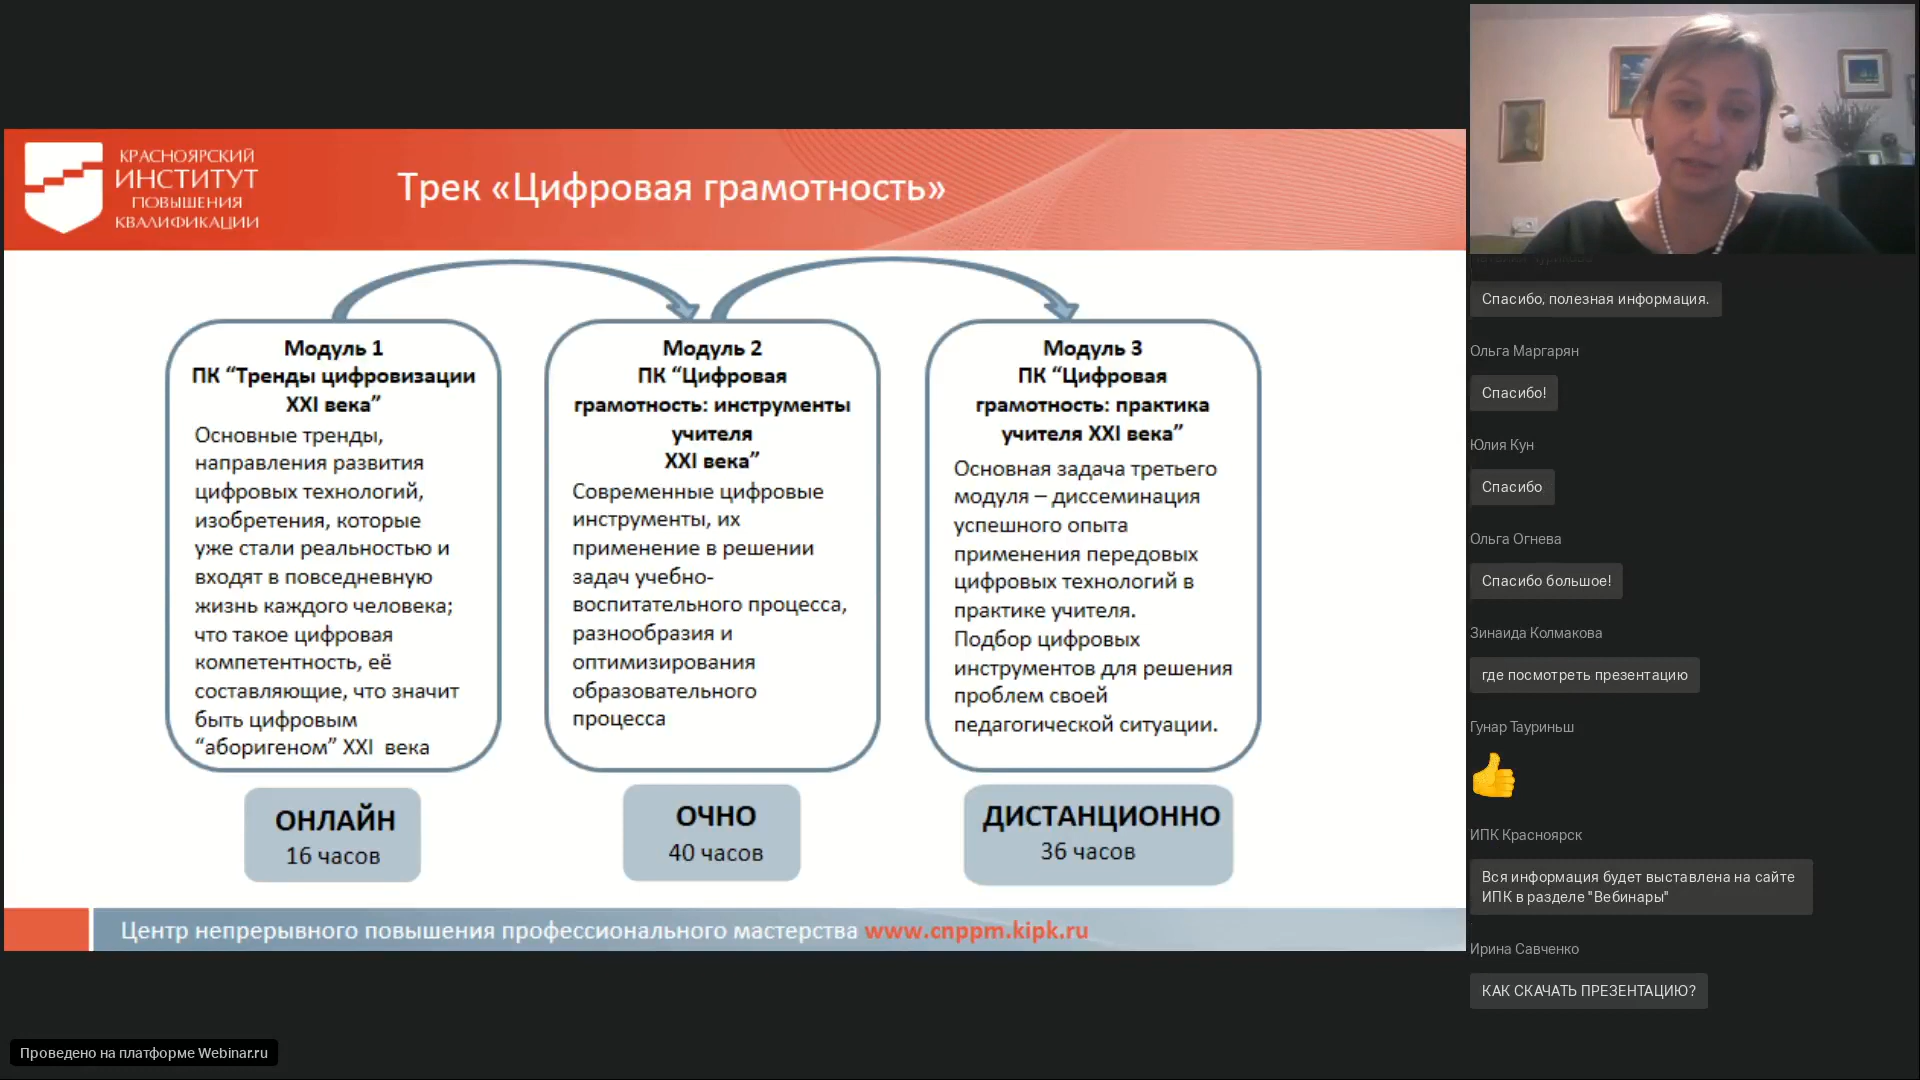 КРАСНОЯРСКИЙ
ИНСТИТУТ
ПОВЫШЕНИЯ
КВАЛИФИКАЦИИ
Трек «Цифровая грамотность»
Модуль 1
ПК “Тренды цифровизации
XXI века”
Основные тренды,
направления развития
цифровых технологий,
изобретения, которые
уже стали реальностью и
входят в повседневную
жизнь каждого человека;
что такое цифровая
компетентность, её
составляющие, что значит
быть цифровым
“аборигеном” XXI века
ОНЛАЙН
16 часов
Модуль 2
ПК “Цифровая
грамотность: инструменты
учителя
XXI века”
Современные цифровые
инструменты, их
применение в решении
задач учебно-
воспитательного процесса,
разнообразия и
оптимизирования
образовательного
процесса
ОЧНО
40 часов
Модуль 3
ПК “Цифровая
грамотность: практика
учителя XXI века”
Основная задача третьего
модуля – диссеминация
успешного опыта
применения передовых
цифровых технологий в
практике учителя.
Подбор цифровых
инструментов для решения
проблем своей
педагогической ситуации.
ДИСТАНЦИОННО
36 часов
Центр непрерывного повышения профессионального мастерства www.cnppm.kipk.ru
Проведено на платформе Webinar.ru
Спасибо, полезная информация.
Ольга Маргарян
Спасибо!
Юлия Кун
Спасибо
Ольга Огнева
Спасибо большое!
Зинаида Колмакова
где посмотреть презентацию
Гунар Тауриньш
ИПК Красноярск
Вся информация будет выставлена на сайте
ИПК в разделе "Вебинары"
Ирина Савченко
КАК СКАЧАТЬ ПРЕЗЕНТАЦИЮ?